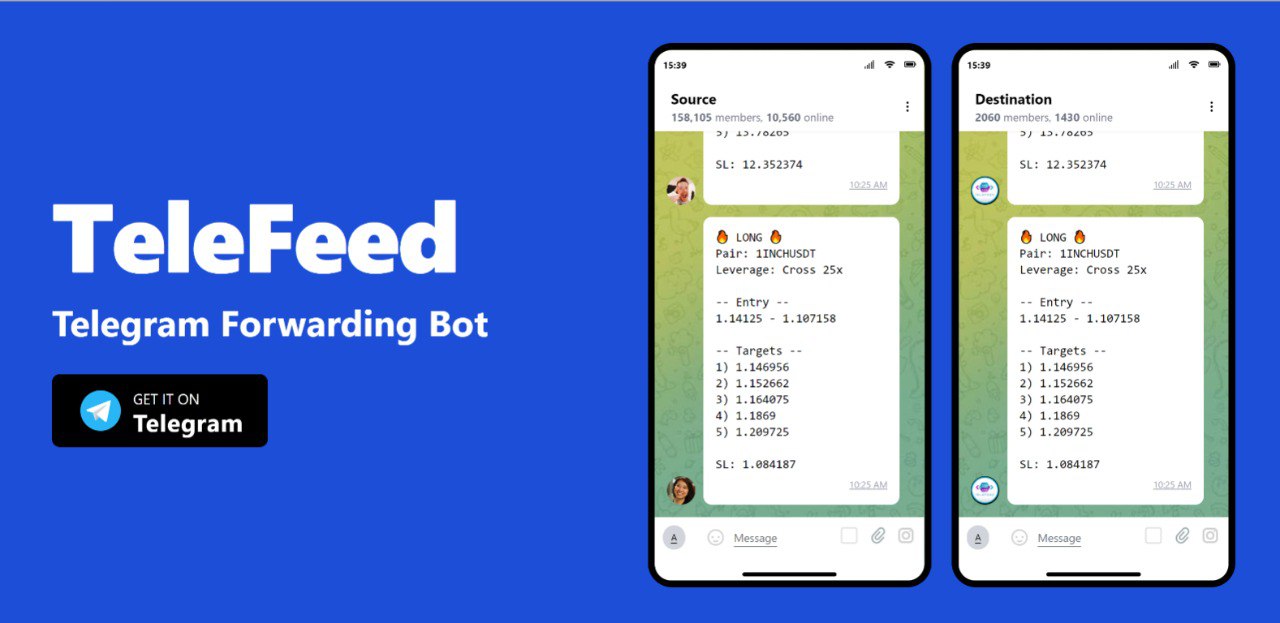 TeleFeed
Telegram Forwarding Bot
GET IT ON
Telegram
15:39
Source
158,105 members, 10,560 online
5) 13.78265
SL: 12.352374
10:25 AM
🔥 LONG 🔥
Pair: 1INCHUSDT
Leverage: Cross 25x
-- Entry --
1.14125 - 1.107158
-- Targets --
1) 1.146956
2) 1.152662
3) 1.164075
4) 1.1869
5) 1.209725
SL: 1.084187
10:25 AM
A
Message
15:39
Destination
2060 members, 1430 online
5) 13.78265
SL: 12.352374
10:25 AM
🔥 LONG 🔥
Pair: 1INCHUSDT
Leverage: Cross 25x
-- Entry --
1.14125 - 1.107158
-- Targets --
1) 1.146956
2) 1.152662
3) 1.164075
4) 1.1869
5) 1.209725
SL: 1.084187
10:25 AM
A
Message